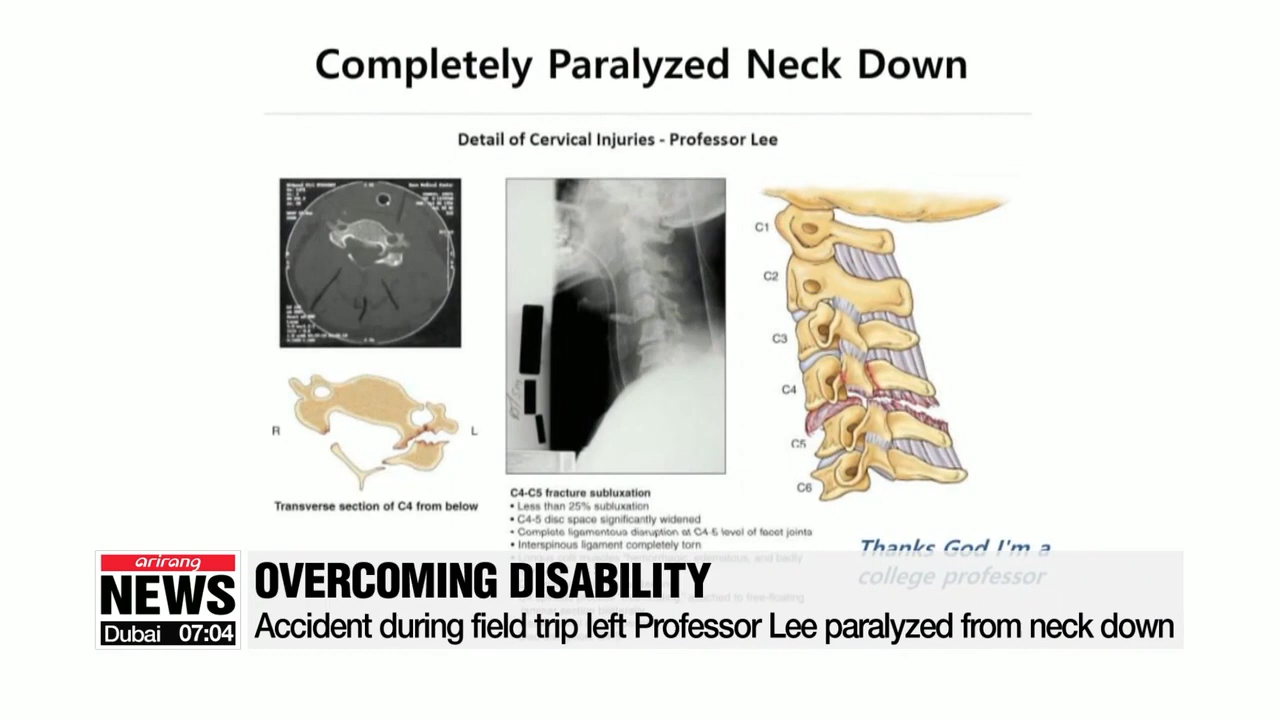 Completely Paralyzed Neck Down
Detail of Cervical Injuries - Professor Lee
C1
C2
C3
C4
C5
C6
R
L
Transverse section of C4 from below
C4-C5 fracture subluxation
• Less than 25% subluxation
• C4-5 disc space significantly widened
• Complete ligamentous disruption at C4-5 level of facet joints
• Interspinous ligament completely torn
Thanks God I'm a
college professor
arirang
NEWS
Dubai 07:04
OVERCOMING DISABILITY
Accident during field trip left Professor Lee paralyzed from neck down